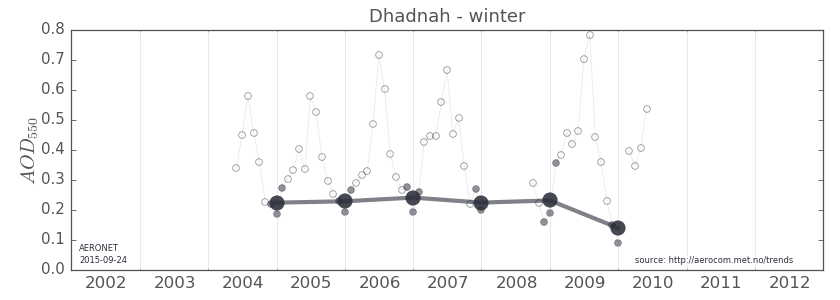 Dhadnah - winter
0.8
0.7
0.6
0.5
0.4
0.3
0.2
0.1
0.0
AOD550
AERONET
2015-09-24
source: http://aerocom.met.no/trends
2002 2003 2004 2005 2006 2007 2008 2009 2010 2011 2012